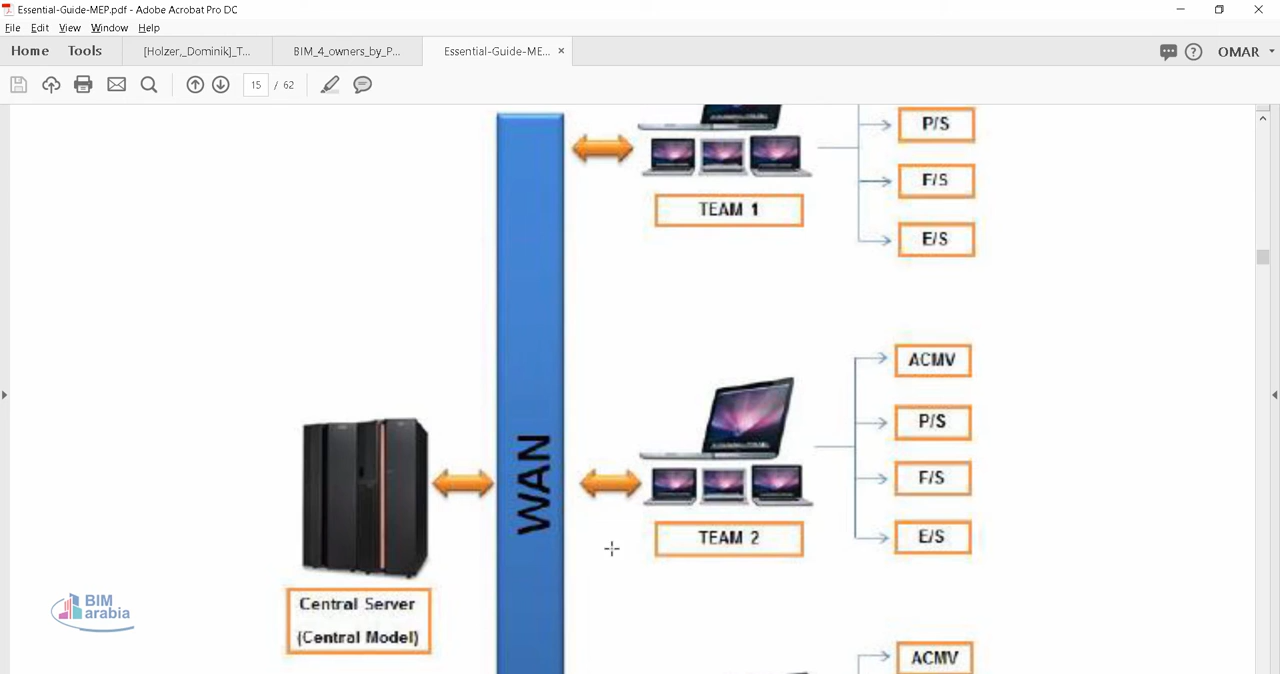 Essential-Guide-MEP.pdf - Adobe Acrobat Pro DC
File Edit View Window Help
Home Tools [Holzer,_Dominik]_T... BIM_4_owners_by_P... Essential-Guide-ME... ×
OMAR
15 / 62
P/S
F/S
TEAM 1
E/S
ACMV
P/S
WAN
F/S
TEAM 2
E/S
BIM
arabia
Central Server
(Central Model)
ACMV